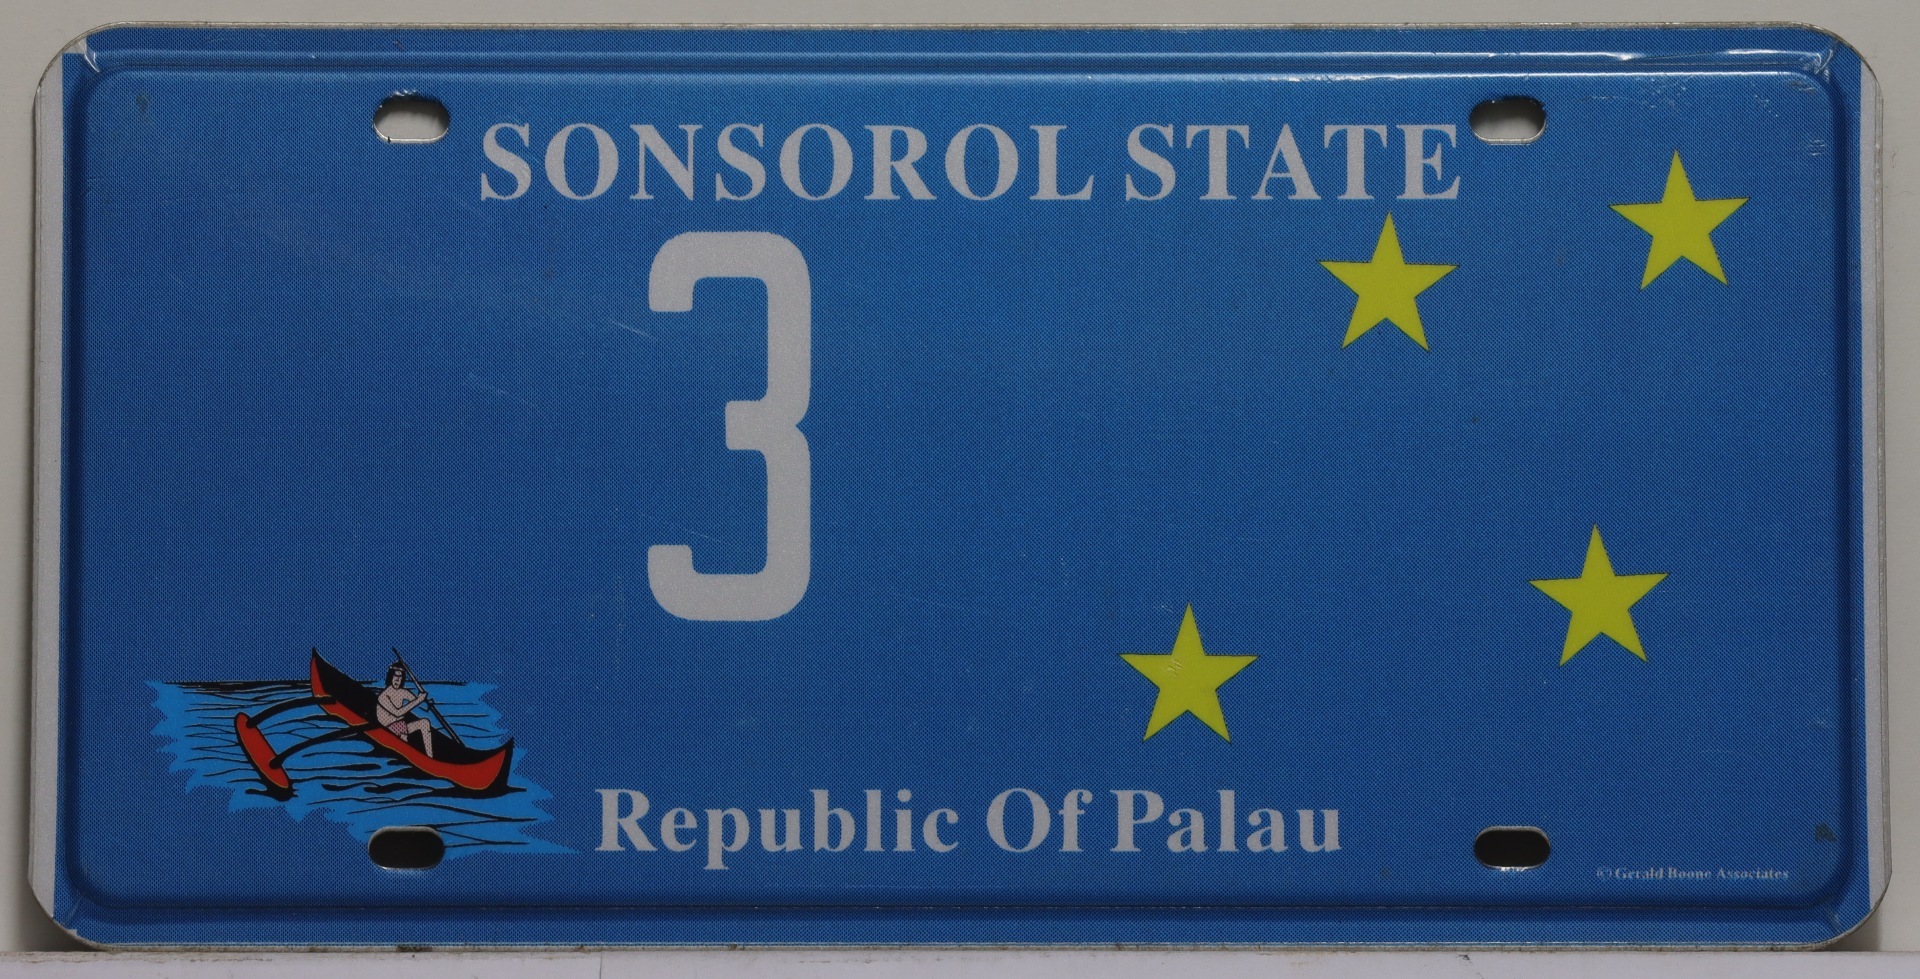 SONSOROL STATE
3
Republic Of Palau
© Gerald Boone Associates